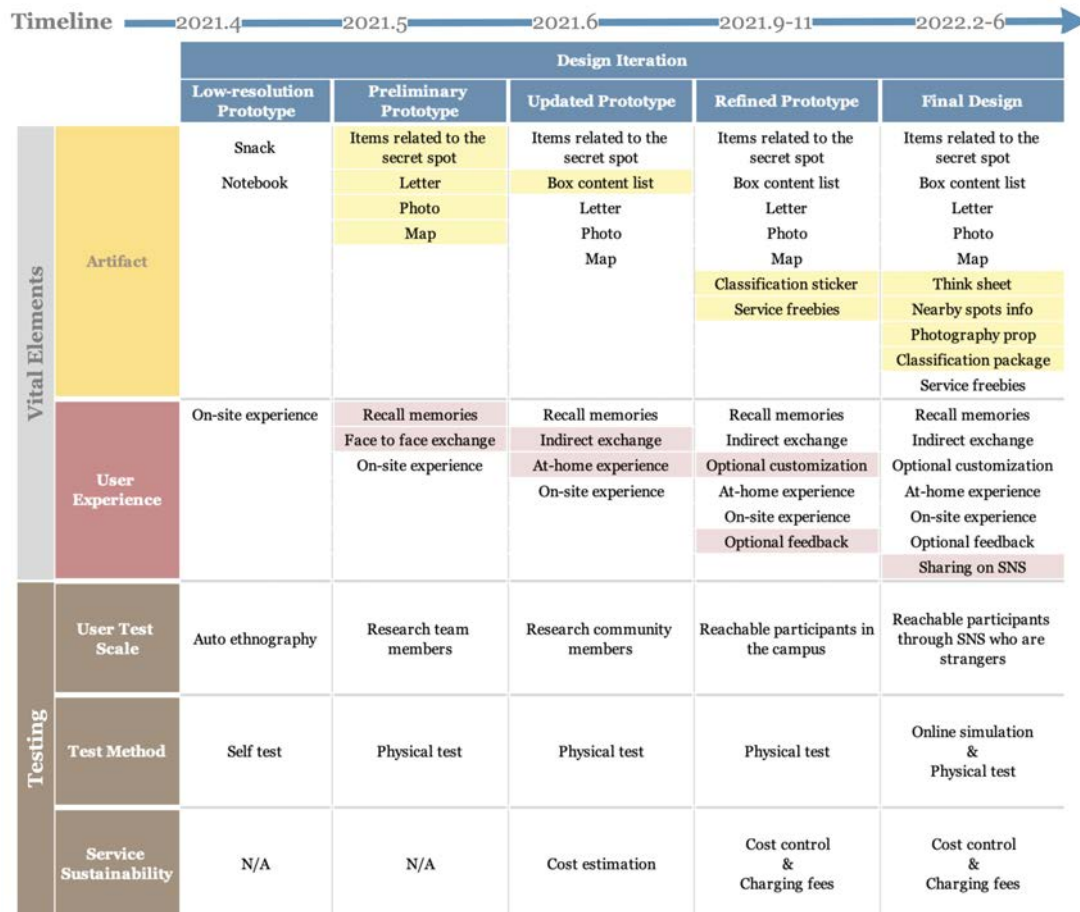 Timeline 2021.4 2021.5 2021.6 2021.9-11 2022.2-6
Design Iteration
Low-resolution
Prototype
Preliminary
Prototype
Updated Prototype
Refined Prototype
Final Design
Vital Elements
Artifact
Snack
Notebook
Items related to the
secret spot
Letter
Photo
Map
Items related to the
secret spot
Box content list
Letter
Photo
Map
Items related to the
secret spot
Box content list
Letter
Photo
Map
Classification sticker
Service freebies
Items related to the
secret spot
Box content list
Letter
Photo
Map
Think sheet
Nearby spots info
Photography prop
Classification package
Service freebies
User
Experience
On-site experience
Recall memories
Face to face exchange
On-site experience
Recall memories
Indirect exchange
At-home experience
On-site experience
Recall memories
Indirect exchange
Optional customization
At-home experience
On-site experience
Optional feedback
Recall memories
Indirect exchange
Optional customization
At-home experience
On-site experience
Optional feedback
Sharing on SNS
Testing
User Test
Scale
Auto ethnography
Research team
members
Research community
members
Reachable participants in
the campus
Reachable participants
through SNS who are
strangers
Test Method
Self test
Physical test
Physical test
Physical test
Online simulation
&
Physical test
Service
Sustainability
N/A
N/A
Cost estimation
Cost control
&
Charging fees
Cost control
&
Charging fees